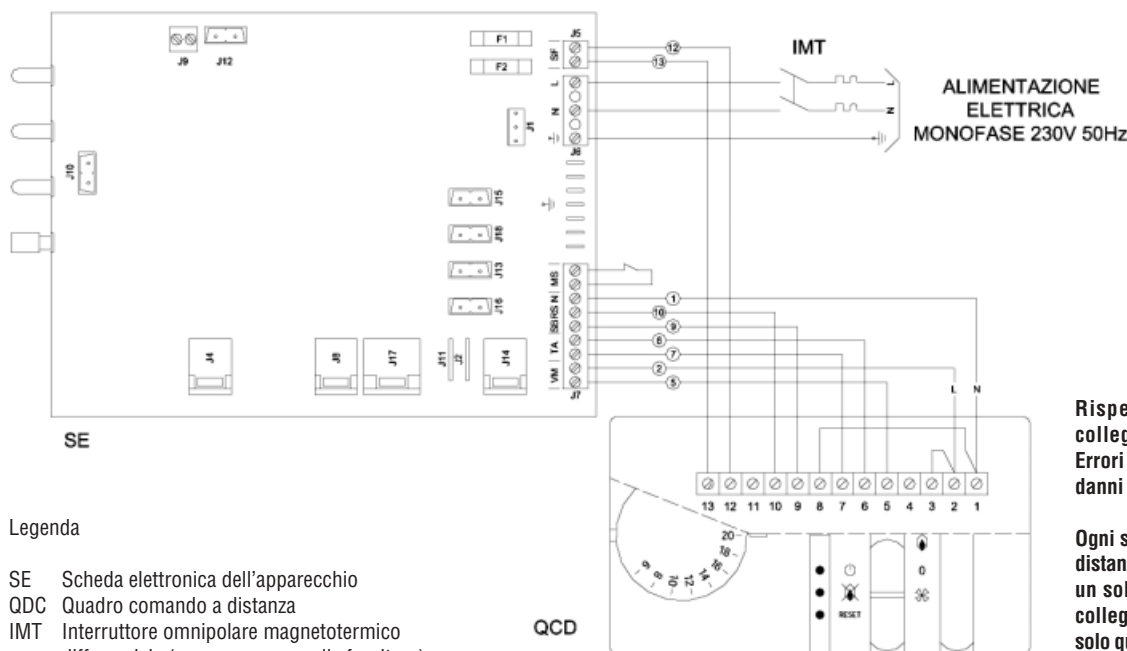 J9
J12
F1
F2
J5
SF
L
N
J6
J1
J10
J15
J18
J13
J16
MS
N
SBRS
TA
VM
J7
J4
J8
J17
J11
J2
J14
12
13
1
10
9
6
7
2
5
IMT
L
N
ALIMENTAZIONE
ELETTRICA
MONOFASE 230V 50Hz
SE
L N
13 12 11 10 9 8 7 6 5 4 3 2 1
20
18
16
14
12
10
8
6
0
RESET
QCD
Legenda
SE Scheda elettronica dell'apparecchio
QDC Quadro comando a distanza
IMT Interruttore omnipolare magnetotermico
Rispe
colleg
Errori
danni
Ogni s
distan
un sol
colleg
solo qu